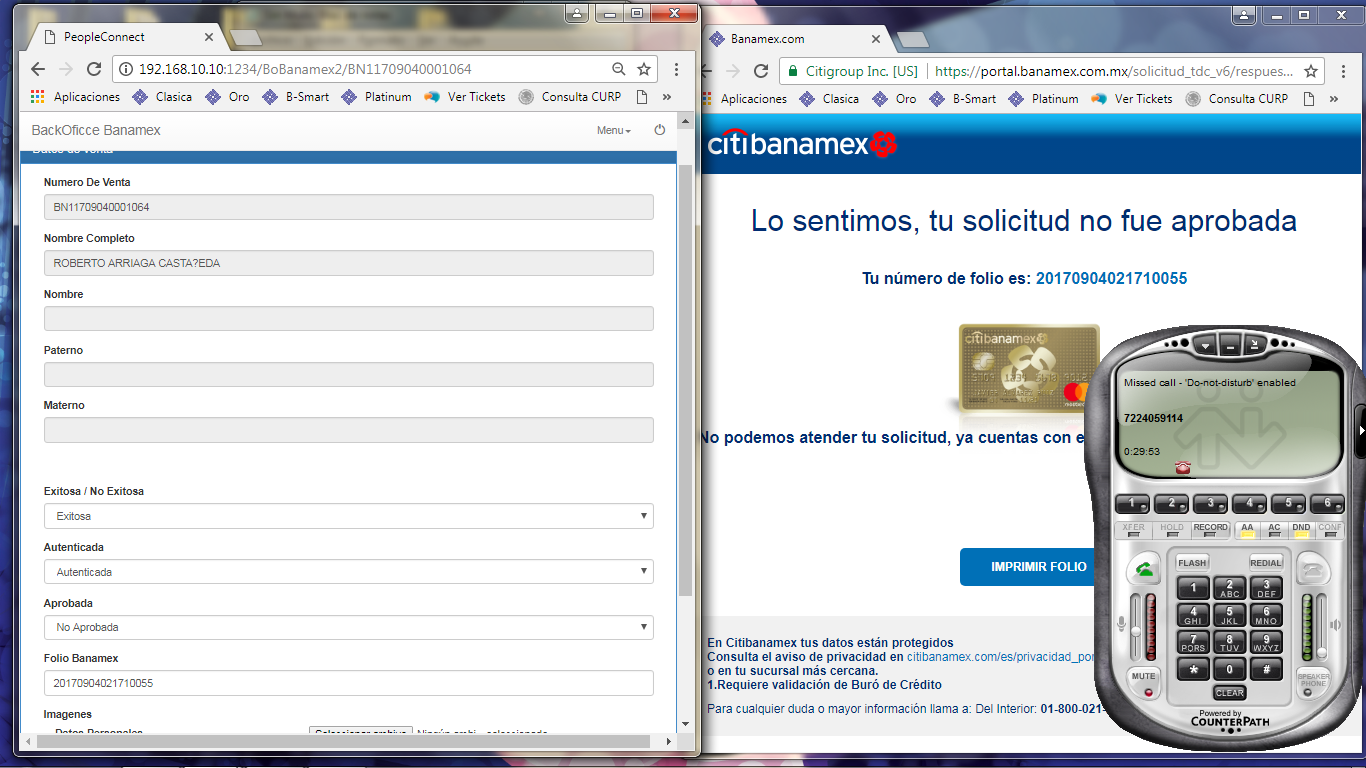 PeopleConnect
192.168.10.10:1234/BoBanamex2/BN11709040001064
Aplicaciones Clasica Oro B-Smart Platinum Ver Tickets Consulta CURP »
BackOficce Banamex Menu
Datos de Venta
Numero De Venta
BN11709040001064
Nombre Completo
ROBERTO ARRIAGA CASTA?EDA
Nombre
Paterno
Materno
Exitosa / No Exitosa
Exitosa
Autenticada
Autenticada
Aprobada
No Aprobada
Folio Banamex
20170904021710055
Imagenes
Datos Personales Seleccionar archivo Ningún archi... seleccionado
Banamex.com
Citigroup Inc. [US] https://portal.banamex.com.mx/solicitud_tdc_v6/respues...
Aplicaciones Clasica Oro B-Smart Platinum Ver Tickets Consulta CURP »
citibanamex
Lo sentimos, tu solicitud no fue aprobada
Tu número de folio es: 20170904021710055
citibanamex
No podemos atender tu solicitud, ya cuentas con e
IMPRIMIR FOLIO
En Citibanamex tus datos están protegidos
Consulta el aviso de privacidad en citibanamex.com/es/privacidad_por
o en tu sucursal más cercana.
1.Requiere validación de Buró de Crédito
Para cualquier duda o mayor información llama a: Del Interior: 01-800-021-
Missed call - 'Do-not-disturb' enabled
7224059114
0:29:53
1 2 3 4 5 6
XFER HOLD RECORD AA AC DND CONF
FLASH REDIAL
1 2 ABC 3 DEF
4 GHI 5 JKL 6 MNO
7 PQRS 8 TUV 9 WXYZ
* 0 #
MUTE CLEAR SPEAKER PHONE
Powered by
COUNTERPATH